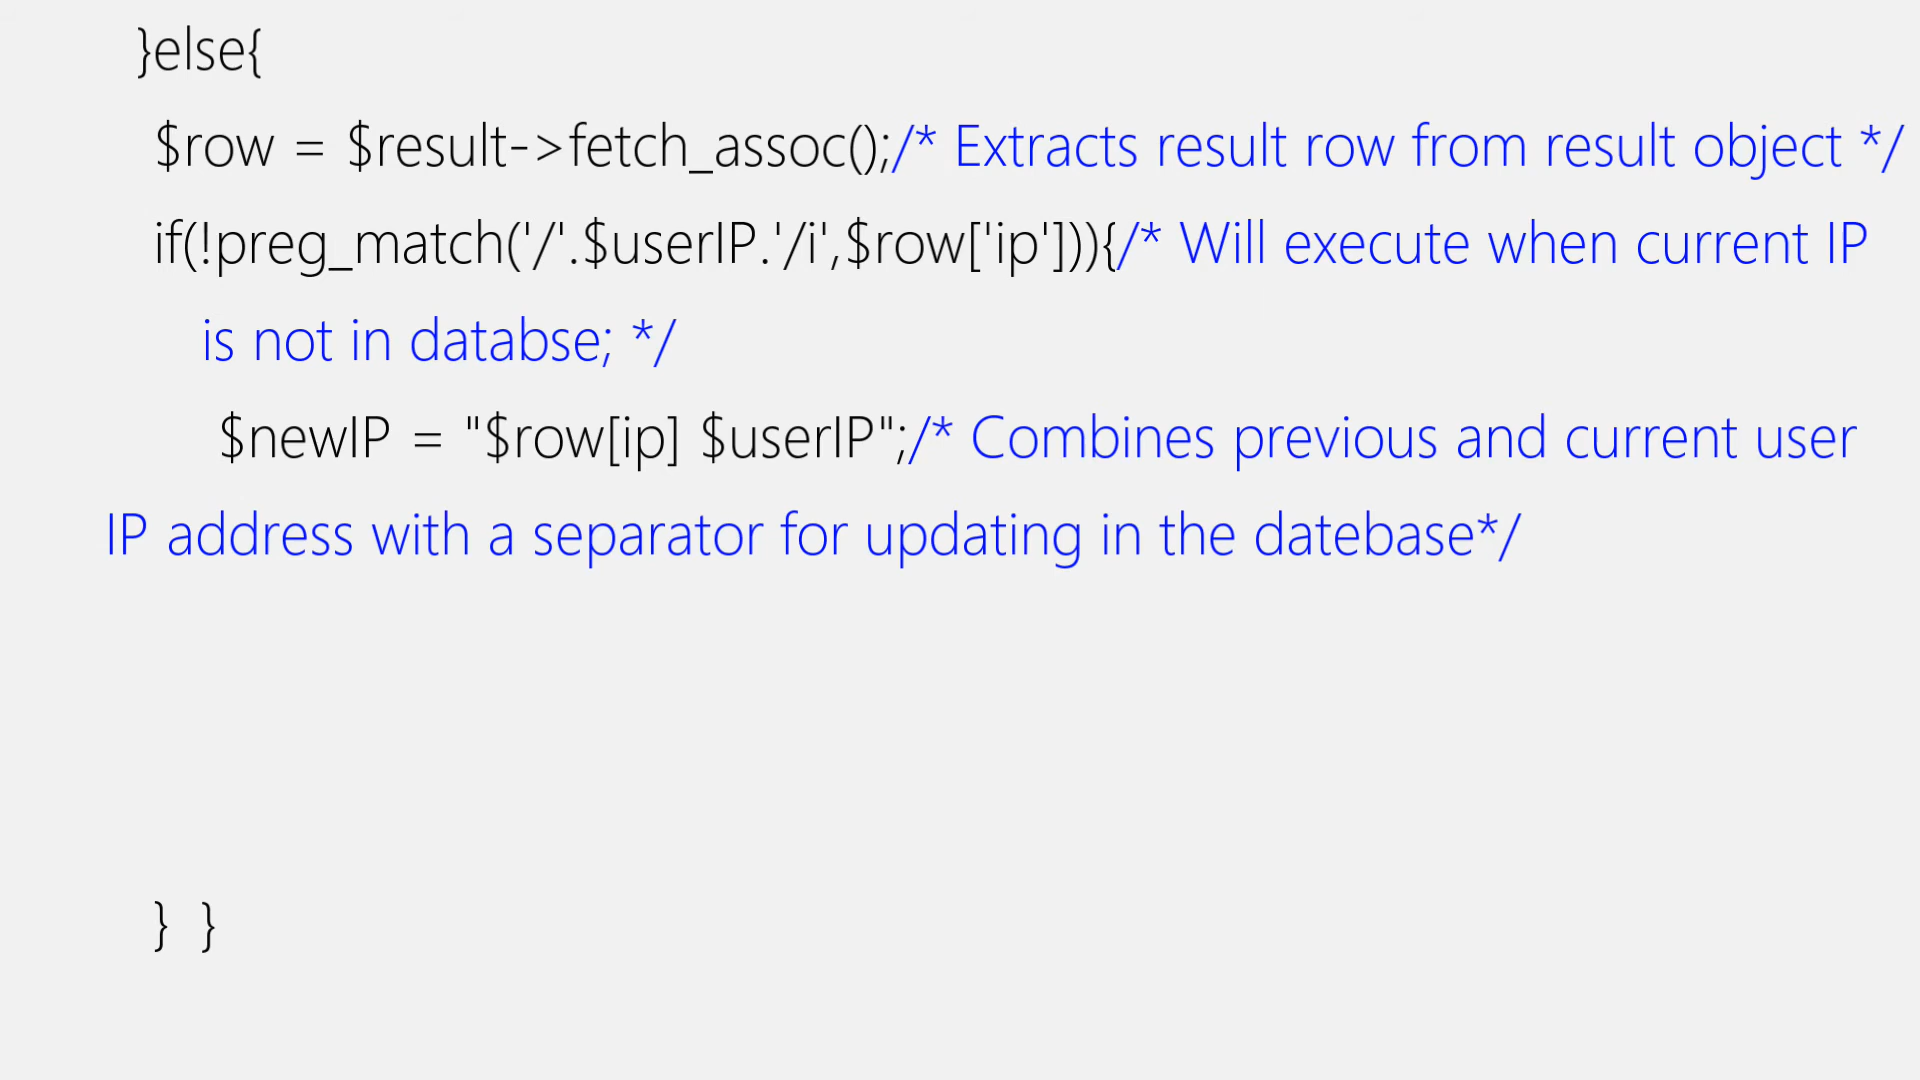 }else{
$row = $result->fetch_assoc();/* Extracts result row from result object */
if(!preg_match('/'.$userIP.'/i',$row['ip'])){/* Will execute when current IP
is not in databse; */
$newIP = "$row[ip] $userIP";/* Combines previous and current user
IP address with a separator for updating in the datebase*/
} }